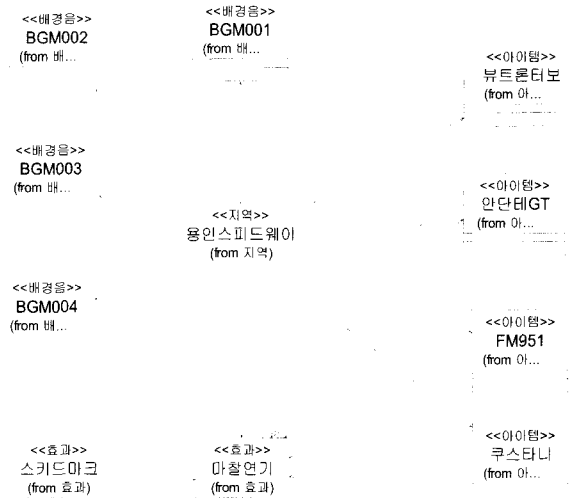 <<배경음>>
BGM002
(from 배...
<<배경음>>
BGM001
(from 배...
<<아이템>>
뷰트론터보
(from 아...
<<배경음>>
BGM003
(from 배...
<<지역>>
용인스피드웨이
(from 지역)
<<아이템>>
안단테GT
(from 아...
<<배경음>>
BGM004
(from 배...
<<아이템>>
FM951
(from 아...
<<효과>>
스키드마크
(from 효과)
<<효과>>
마찰연기
(from 효과)
<<아이템>>
쿠스타니
(from 아...